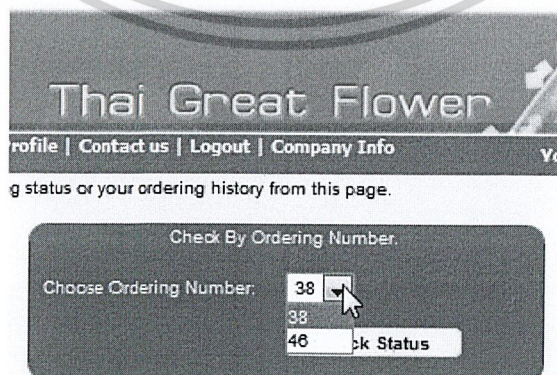 Thai Great Flower
rofile | Contact us | Logout | Company Info
g status or your ordering history from this page.
Check By Ordering Number.
Choose Ordering Number: 38
38
46
ck Status